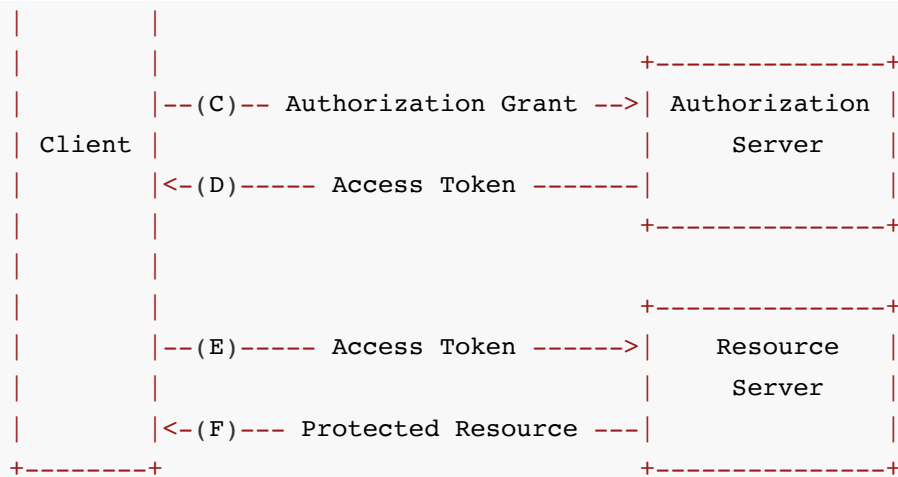 |         |
|         |                               +---------------+
|         |--(C)-- Authorization Grant -->| Authorization |
| Client  |                               |     Server    |
|         |<-(D)----- Access Token -------|               |
|         |                               +---------------+
|         |
|         |                               +---------------+
|         |--(E)----- Access Token ------>|    Resource   |
|         |                               |     Server    |
|         |<-(F)--- Protected Resource ---|               |
+---------+                               +---------------+